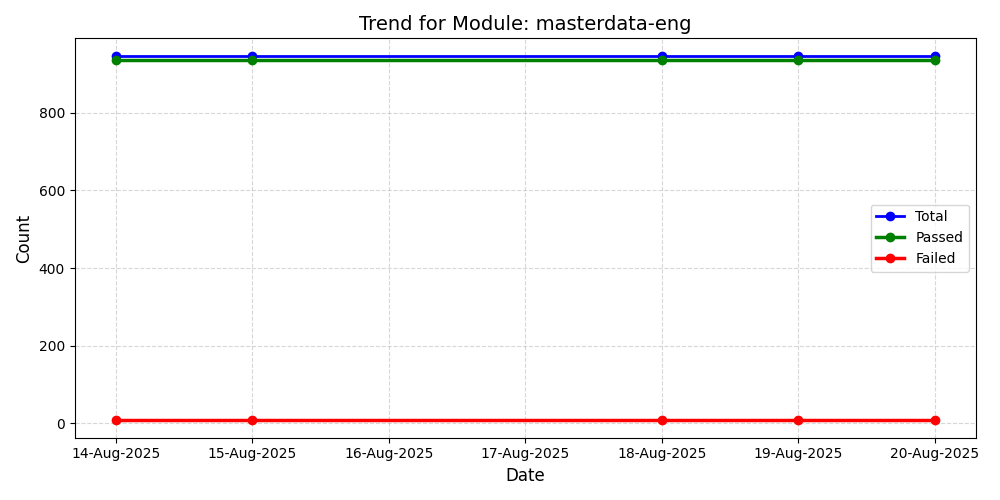 Trend for Module: masterdata-eng
Count
800
600
400
200
0
Total
Passed
Failed
14-Aug-2025 15-Aug-2025 16-Aug-2025 17-Aug-2025 18-Aug-2025 19-Aug-2025 20-Aug-2025
Date